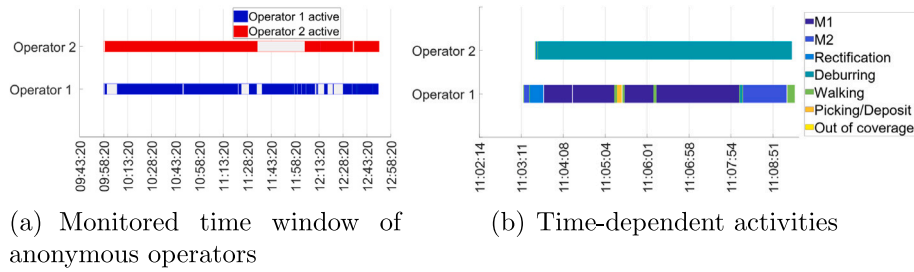 Operator 1 active
Operator 2 active
Operator 2
Operator 1
09:43:20
09:58:20
10:13:20
10:28:20
10:43:20
10:58:20
11:13:20
11:28:20
11:43:20
11:58:20
12:13:20
12:28:20
12:43:20
12:58:20
(a) Monitored time window of
anonymous operators
Operator 2
Operator 1
11:02:14
11:03:11
11:04:08
11:05:04
11:06:01
11:06:58
11:07:54
11:08:51
M1
M2
Rectification
Deburring
Walking
Picking/Deposit
Out of coverage
(b) Time-dependent activities